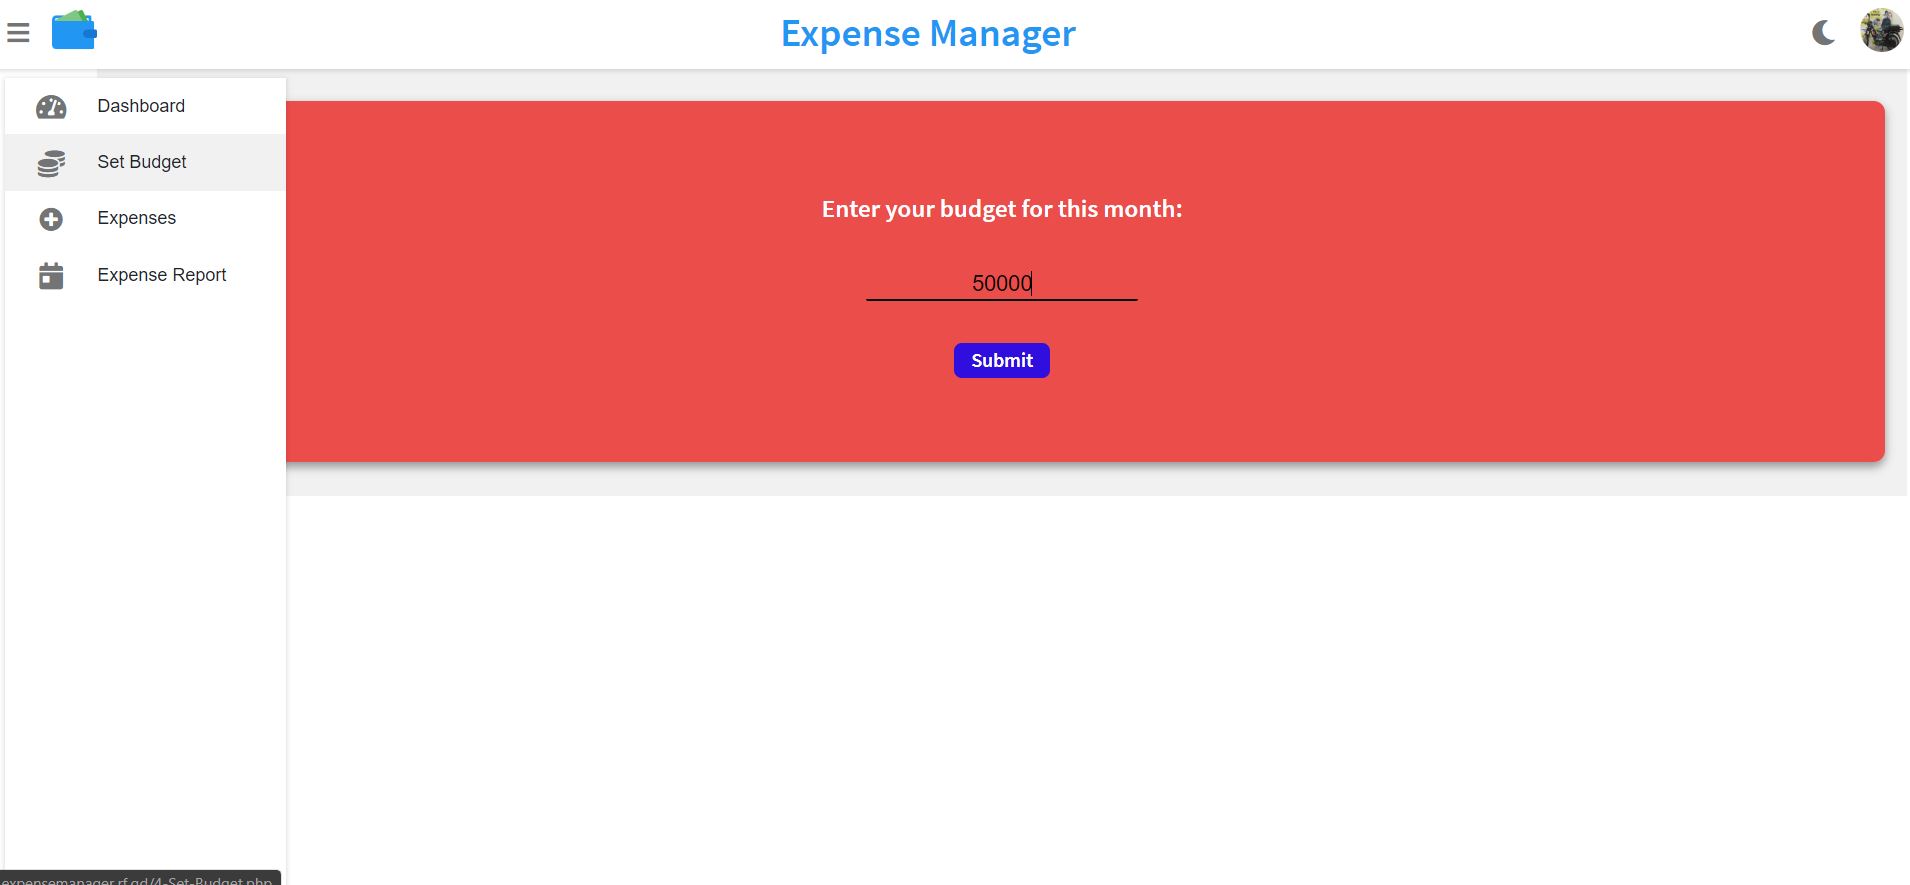 Expense Manager
Dashboard
Set Budget
Expenses
Expense Report
Enter your budget for this month:
50000
Submit
expensemanager.rf.gd/4-Set-Budget.php